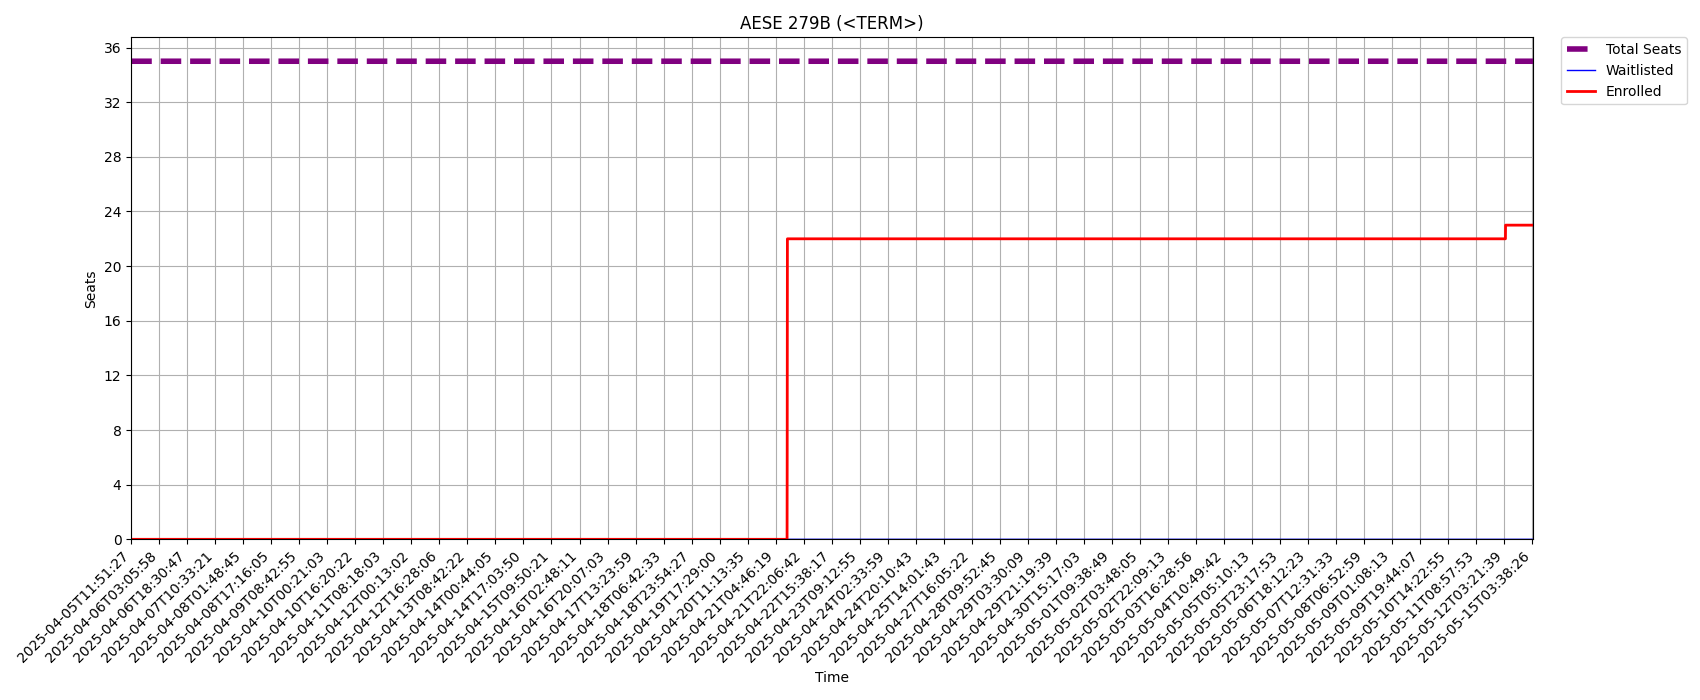 AESE 279B (<TERM>)
Total Seats
Waitlisted
Enrolled
Seats
36
32
28
24
20
16
12
8
4
0
2025-04-05T11:51:27
2025-04-06T03:05:58
2025-04-06T18:30:47
2025-04-07T10:33:21
2025-04-08T01:48:45
2025-04-08T17:16:05
2025-04-09T08:42:55
2025-04-10T00:21:03
2025-04-10T16:20:22
2025-04-11T08:18:03
2025-04-12T00:13:02
2025-04-12T16:28:06
2025-04-13T08:42:22
2025-04-14T00:44:05
2025-04-14T17:03:50
2025-04-15T09:50:21
2025-04-16T02:48:11
2025-04-16T20:07:03
2025-04-17T13:23:59
2025-04-18T06:42:33
2025-04-18T23:54:27
2025-04-19T17:29:00
2025-04-20T11:13:35
2025-04-21T04:46:19
2025-04-21T22:06:42
2025-04-22T15:38:17
2025-04-23T09:12:55
2025-04-24T02:33:59
2025-04-24T20:10:43
2025-04-25T14:01:43
2025-04-27T16:05:22
2025-04-28T09:52:45
2025-04-29T03:30:09
2025-04-29T21:19:39
2025-04-30T15:17:03
2025-05-01T09:38:49
2025-05-02T03:48:05
2025-05-02T22:09:13
2025-05-03T16:28:56
2025-05-04T10:49:42
2025-05-05T05:10:13
2025-05-05T23:17:53
2025-05-06T18:12:23
2025-05-07T12:31:33
2025-05-08T06:52:59
2025-05-09T01:08:13
2025-05-09T19:44:07
2025-05-10T14:22:55
2025-05-11T08:57:53
2025-05-12T03:21:39
2025-05-15T03:38:26
Time